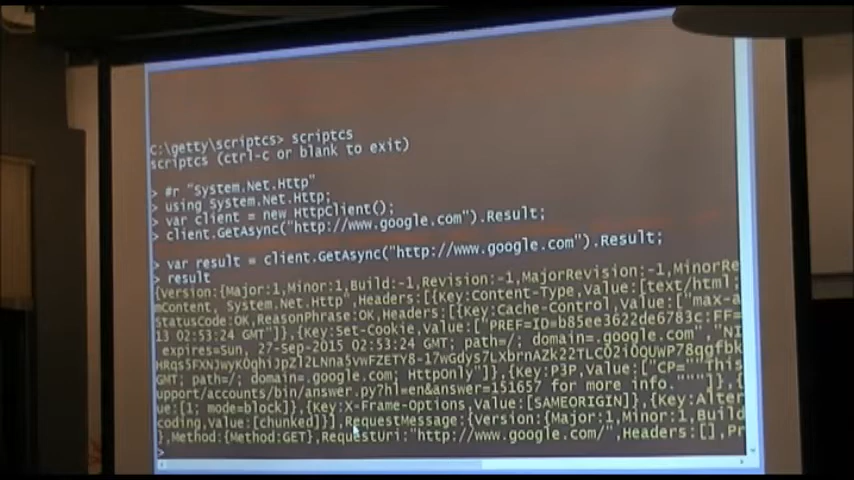 C:\getty\scriptcs> scriptcs
scriptcs (ctrl-c or blank to exit)
> #r "System.Net.Http"
> using System.Net.Http;
> var client = new HttpClient();
> client.GetAsync("http://www.google.com").Result;
> var result = client.GetAsync("http://www.google.com").Result;
> result
{Version:{Major:1,Minor:1,Build:-1,Revision:-1,MajorRevision:-1,MinorRe
mContent, System.Net.Http",Headers:[{Key:Content-Type,Value:[text/html;
StatusCode:OK,ReasonPhrase:OK,Headers:[{Key:Cache-Control,Value:["max-a
13 02:53:24 GMT"]},{Key:Set-Cookie,Value:["PREF=ID=b85ee3622de6783c:FF=
expires=Sun, 27-Sep-2015 02:53:24 GMT; path=/; domain=.google.com","NI
GMT; path=/; domain=.google.com; HttpOnly"]},{Key:P3P,Value:["CP=""This
upport/accounts/bin/answer.py?hl=en&answer=151657 for more info."""]},{
ue:[1; mode=block]},{Key:X-Frame-Options,Value:[SAMEORIGIN]},{Key:Alter
coding,Value:[chunked]}],RequestMessage:{Version:{Major:1,Minor:1,Build
},Method:{Method:GET},RequestUri:"http://www.google.com/",Headers:[],Pr
>